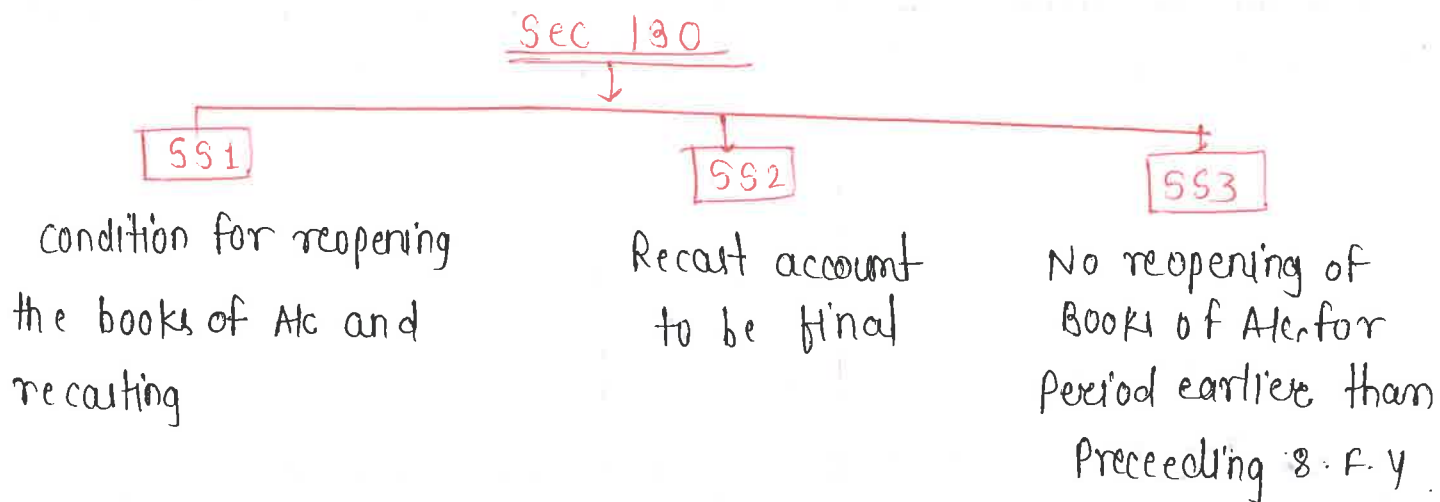 Sec 130
SS1
SS2
SS3
condition for reopening
the books of A/c and
recasting
Recast account
to be final
No reopening of
Books of A/c. for
Period earlier than
Preceeding 8. F. Y.